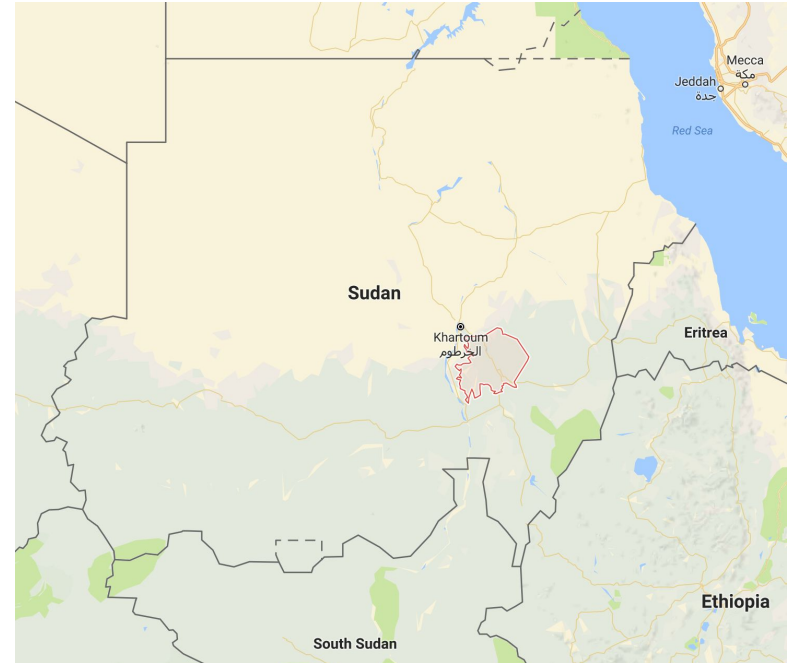 Mecca
مكة
Jeddah
جدة
Red Sea
Sudan
Khartoum
الخرطوم
Eritrea
Ethiopia
South Sudan